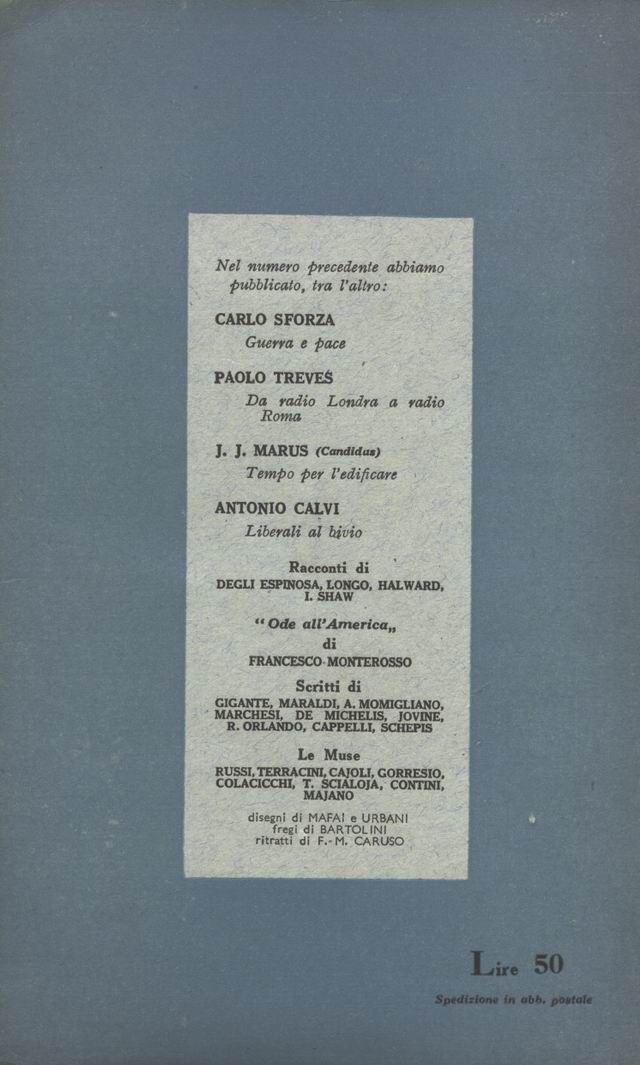 Nel numero precedente abbiamo
pubblicato, tra l'altro:
CARLO SFORZA
Guerra e pace
PAOLO TREVES
Da radio Londra a radio
Roma
J. J. MARUS (Candidus)
Tempo per l'edificare
ANTONIO CALVI
Liberali al bivio
Racconti di
DEGLI ESPINOSA, LONGO, HALWARD,
I. SHAW
“Ode all'America„
di
FRANCESCO MONTEROSSO
Scritti di
GIGANTE, MARALDI, A. MOMIGLIANO,
MARCHESI, DE MICHELIS, JOVINE,
R. ORLANDO, CAPPELLI, SCHEPIS
Le Muse
RUSSI, TERRACINI, CAJOLI, GORRESIO,
COLACICCHI, T. SCIALOJA, CONTINI,
MAJANO
disegni di MAFAI e URBANI
fregi di BARTOLINI
ritratti di F.-M. CARUSO
Lire 50
Spedizione in abb. postale